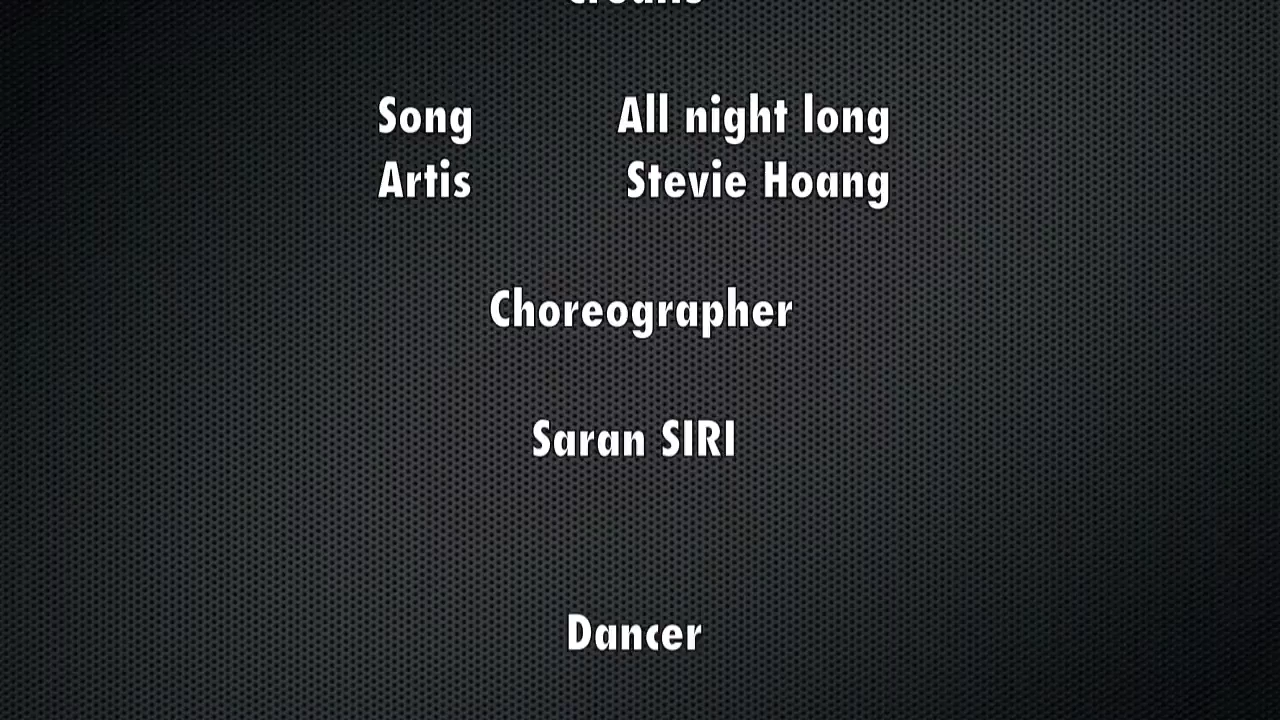 Song All night long
Artis Stevie Hoang
Choreographer
Saran SIRI
Dancer